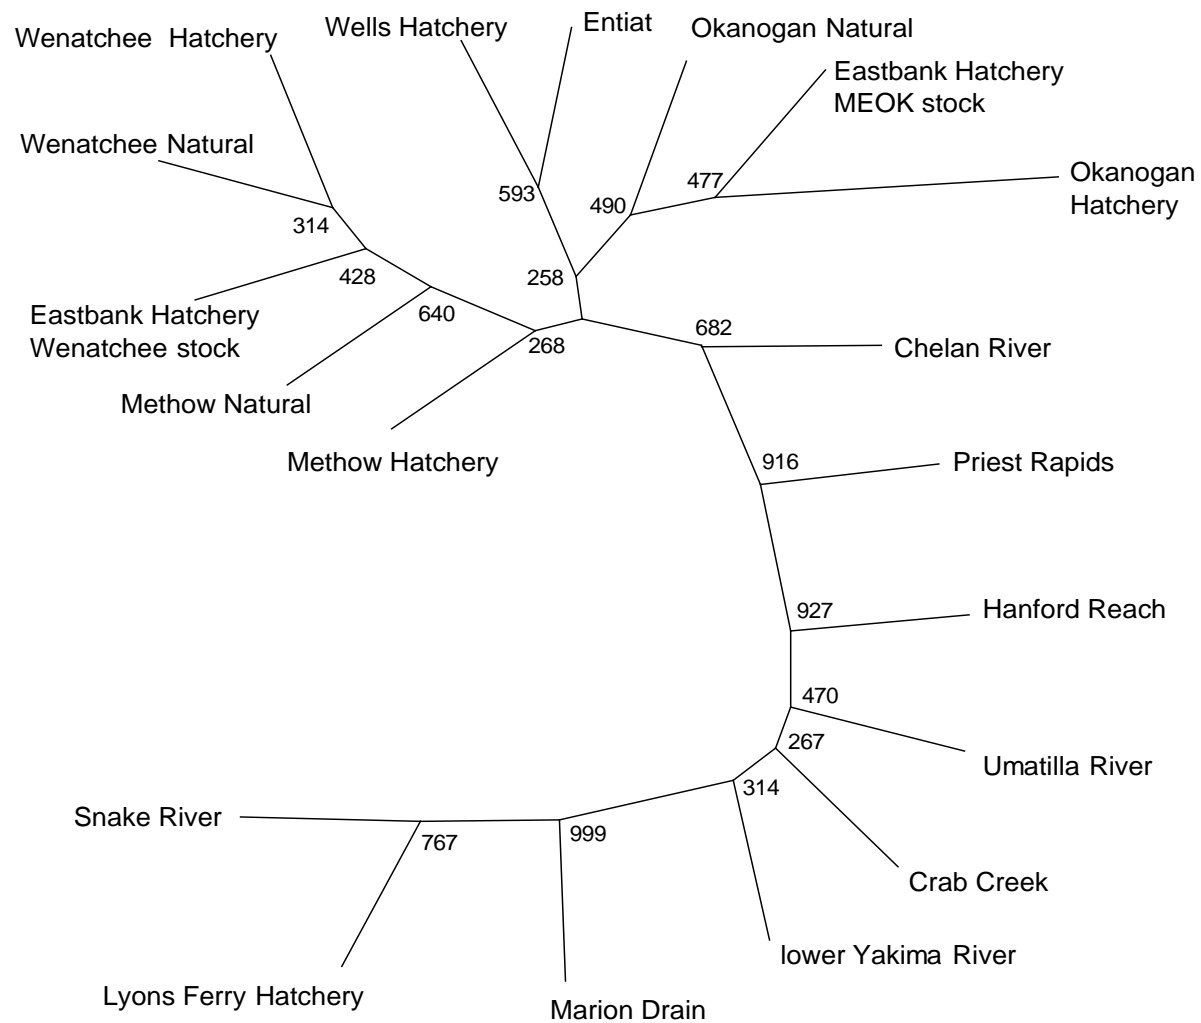 Wells Hatchery
Entiat
Okanogan Natural
Wenatchee Hatchery
Eastbank Hatchery
MEOK stock
Wenatchee Natural
Okanogan
Hatchery
477
593
490
314
428
258
640
Eastbank Hatchery
Wenatchee stock
682
268
Chelan River
Methow Natural
Methow Hatchery
916
Priest Rapids
927
Hanford Reach
470
267
Umatilla River
314
Snake River
767
999
Crab Creek
lower Yakima River
Lyons Ferry Hatchery
Marion Drain